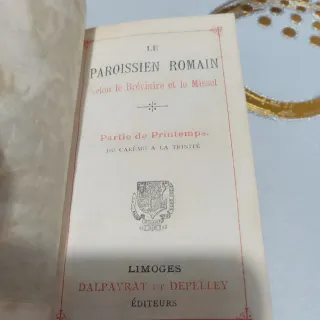 LE
PAROISSIEN ROMAIN
selon le Bréviaire et le Missel
Partie de Printemps,
DU CARÊME A LA TRINITÉ
LIMOGES
DALPAYRAT ET DEPELLEY
ÉDITEURS